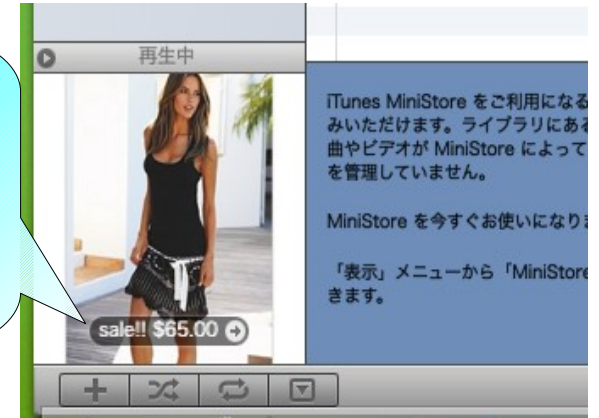 再生中
iTunes MiniStore をご利用になる
みいただけます。ライブラリにある
曲やビデオが MiniStore によって
を管理していません。
MiniStore を今すぐお使いになりま
「表示」メニューから「MiniStore
きます。
sale!! $65.00